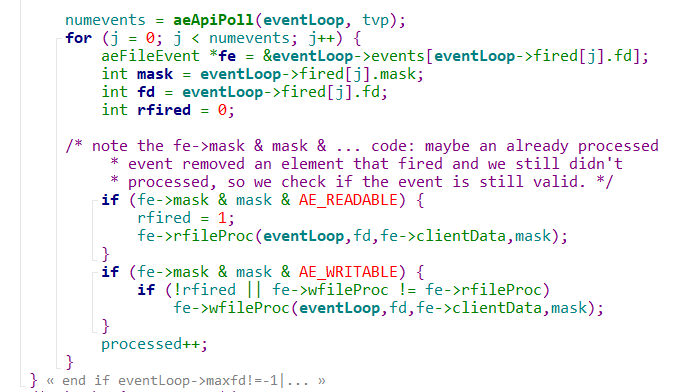 numevents = aeApiPoll(eventLoop, tvp);
for (j = 0; j < numevents; j++) {
aeFileEvent *fe = &eventLoop->events[eventLoop->fired[j].fd];
int mask = eventLoop->fired[j].mask;
int fd = eventLoop->fired[j].fd;
int rfired = 0;
/* note the fe->mask & mask & ... code: maybe an already processed
* event removed an element that fired and we still didn't
* processed, so we check if the event is still valid. */
if (fe->mask & mask & AE_READABLE) {
rfired = 1;
fe->rfileProc(eventLoop,fd,fe->clientData,mask);
}
if (fe->mask & mask & AE_WRITABLE) {
if (!rfired || fe->wfileProc != fe->rfileProc)
fe->wfileProc(eventLoop,fd,fe->clientData,mask);
}
processed++;
}
} « end if eventLoop->maxfd!=-1|... »